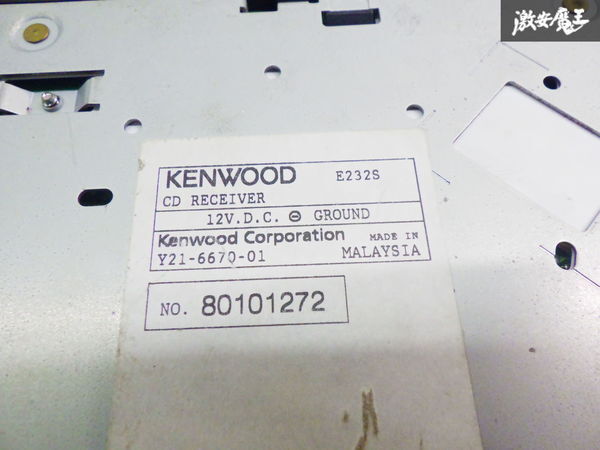 激安魔王
KENWOOD E232S
CD RECEIVER
12V.D.C. ⊖ GROUND
Kenwood Corporation MADE IN
Y21-6670-01 MALAYSIA
NO. 80101272